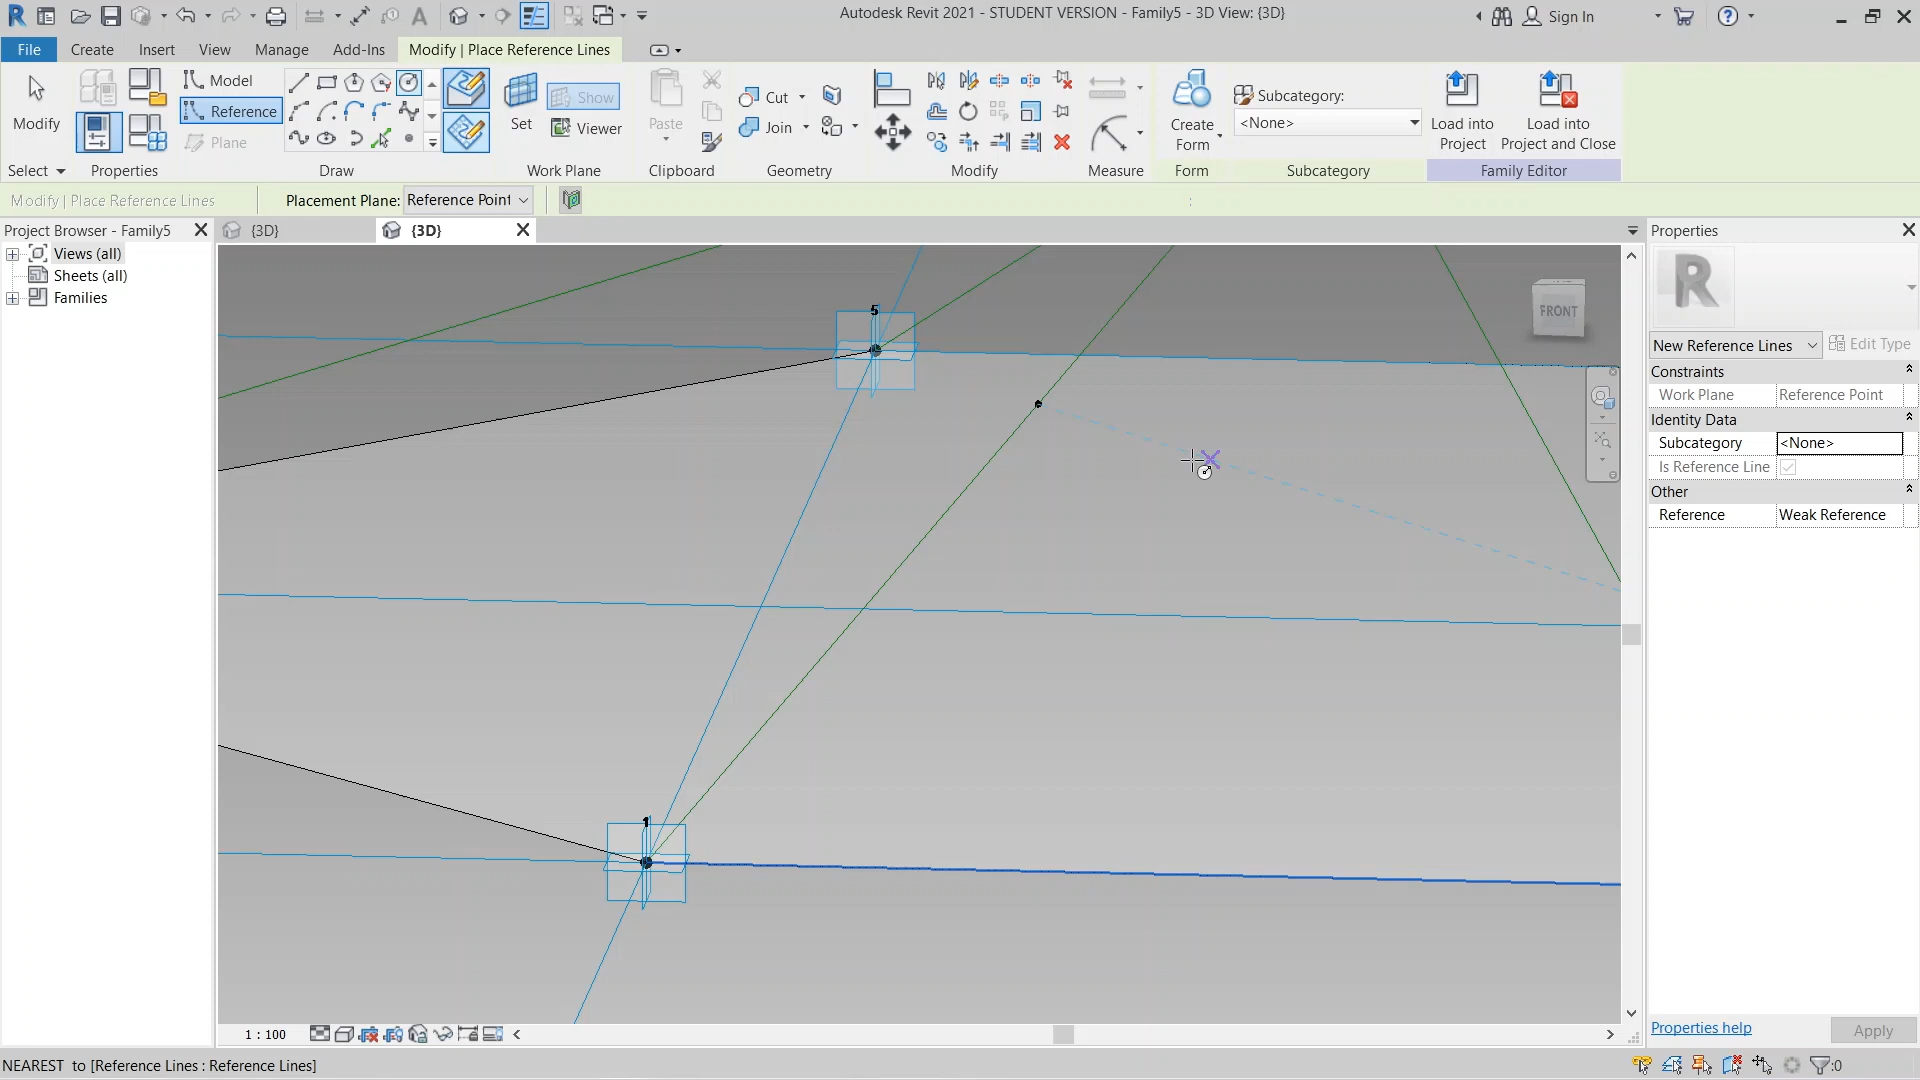 Autodesk Revit 2021 - STUDENT VERSION - Family5 - 3D View: {3D}
Sign In
File
Create
Insert
View
Manage
Add-Ins
Modify | Place Reference Lines
Modify
Model
Reference
Plane
Set
Show
Viewer
Paste
Cut
Join
Create
Form
Subcategory:
<None>
Load into
Project
Load into
Project and Close
Select
Properties
Draw
Work Plane
Clipboard
Geometry
Modify
Measure
Form
Subcategory
Family Editor
Modify | Place Reference Lines
Placement Plane:
Reference Point
Project Browser - Family5
{3D}
{3D}
Properties
Views (all)
Sheets (all)
Families
5
1
FRONT
R
New Reference Lines
Edit Type
Constraints
Work Plane
Reference Point
Identity Data
Subcategory
<None>
Is Reference Line
Other
Reference
Weak Reference
Properties help
Apply
1 : 100
NEAREST to [Reference Lines : Reference Lines]
:0